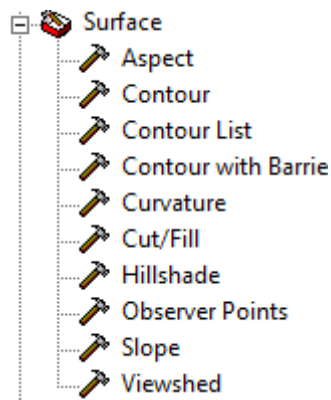 Surface
Aspect
Contour
Contour List
Contour with Barrie
Curvature
Cut/Fill
Hillshade
Observer Points
Slope
Viewshed